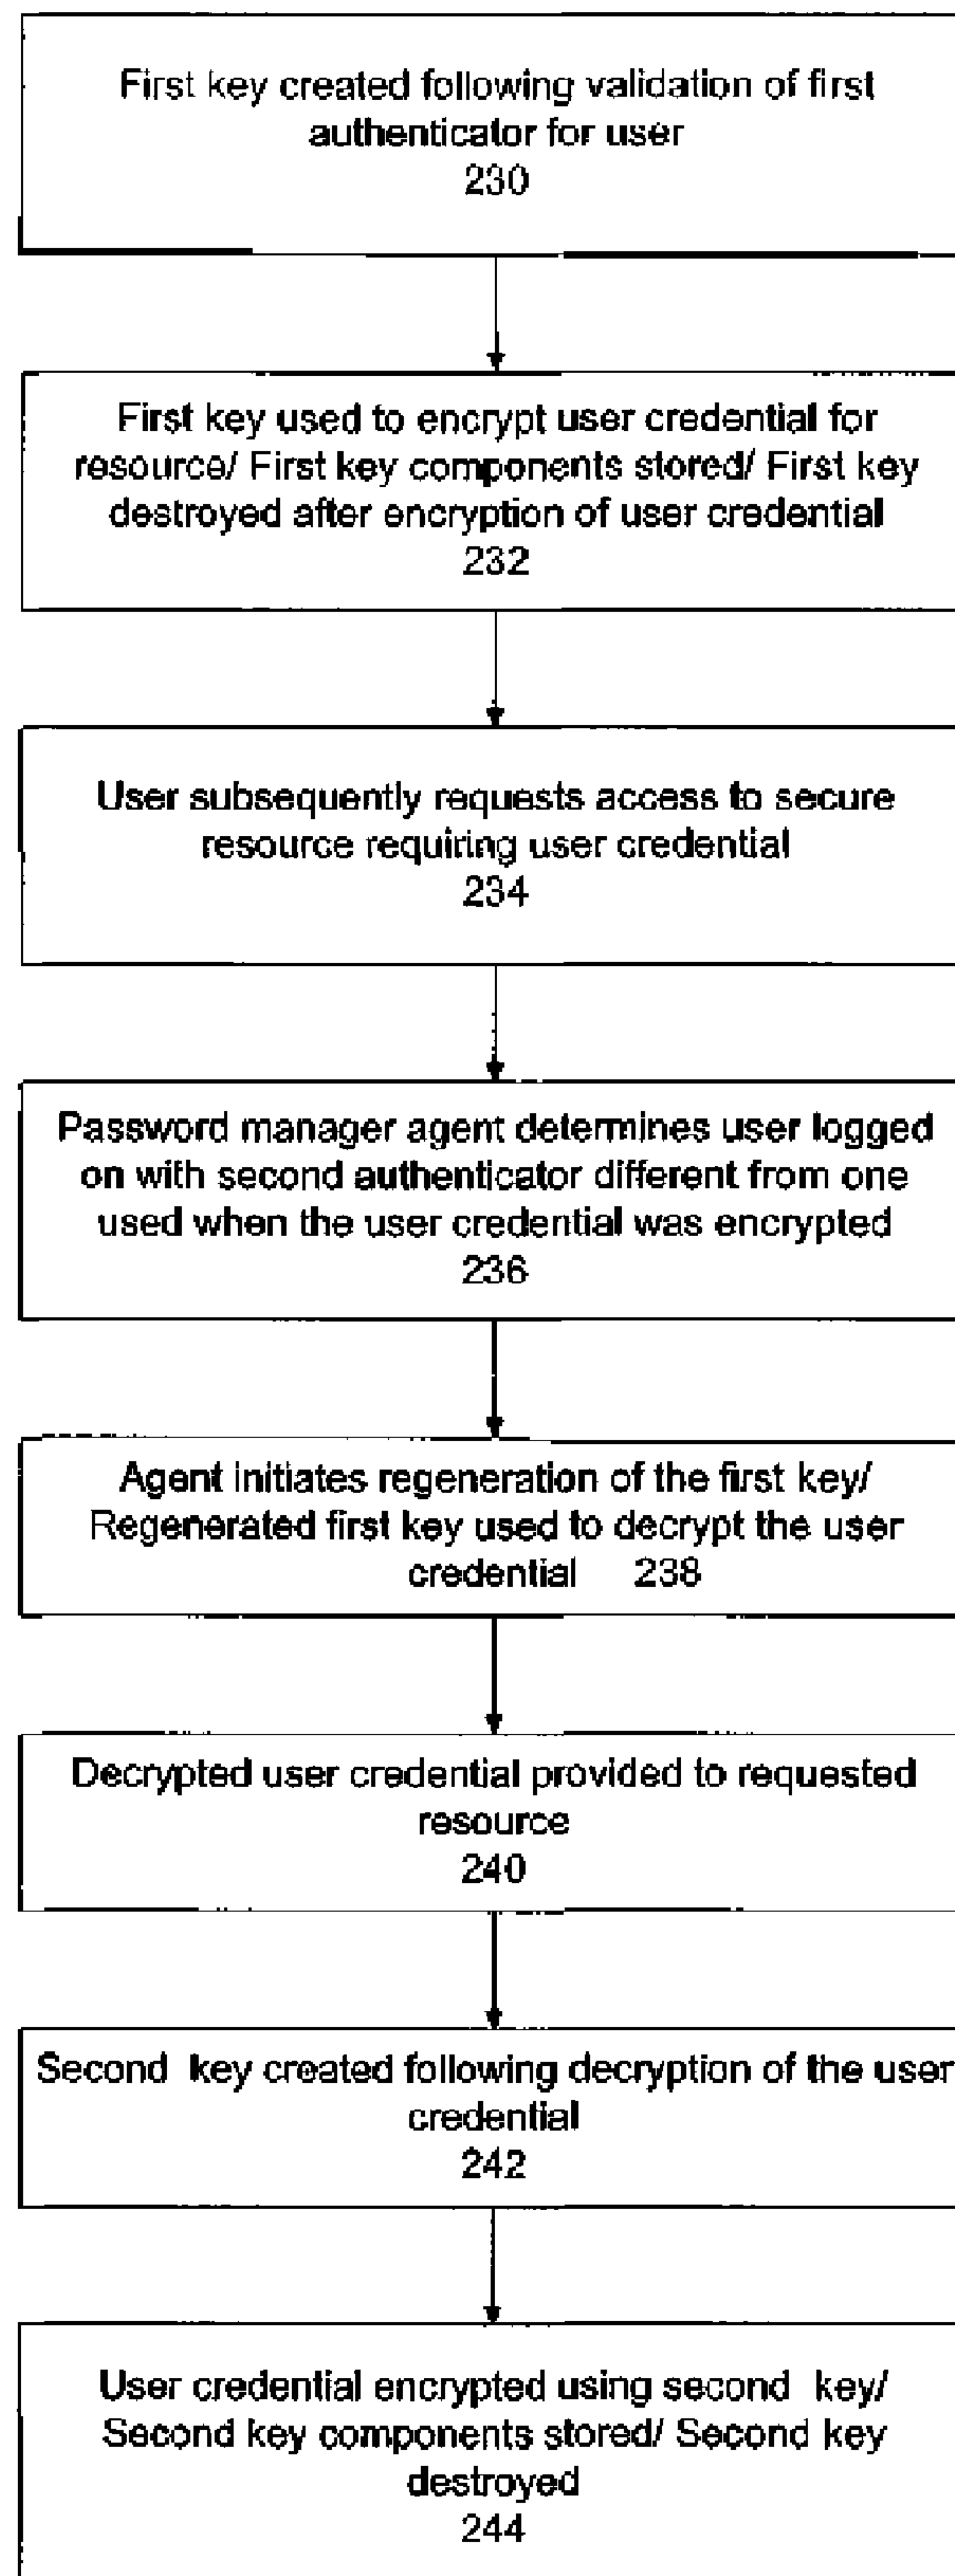 First key created following validation of first
authenticator for user
230
First key used to encrypt user credential for
resource/ First key components stored/ First key
destroyed after encryption of user credential
232
User subsequently requests access to secure
resource requiring user credential
234
Password manager agent determines user logged
on with second authenticator different from one
used when the user credential was encrypted
236
Agent initiates regeneration of the first key/
Regenerated first key used to decrypt the user
credential 238
Decrypted user credential provided to requested
resource
240
Second key created following decryption of the user
credential
242
User credential encrypted using second key/
Second key components stored/ Second key
destroyed
244